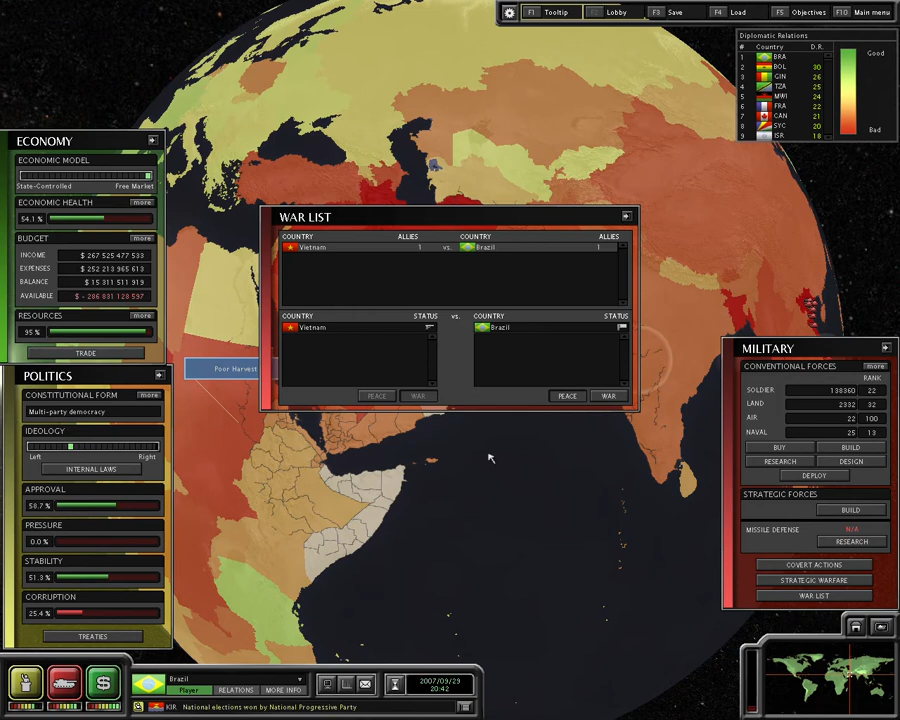 F1 Tooltip F2 Lobby F3 Save F4 Load F5 Objectives F10 Main menu
Diplomatic Relations
# Country D.R.
1 BRA
2 BOL 30
3 GIN 26
4 TZA 25
5 MWI 24
6 FRA 22
7 CAN 21
8 SYC 20
9 ISR 18
Good
Bad
ECONOMY
ECONOMIC MODEL
State-Controlled Free Market
ECONOMIC HEALTH more
54.1 %
BUDGET more
INCOME $ 267 525 477 533
EXPENSES $ 252 213 965 613
BALANCE $ 15 311 511 919
AVAILABLE $ - 286 831 128 597
RESOURCES more
95 %
TRADE
POLITICS
CONSTITUTIONAL FORM more
Multi-party democracy
IDEOLOGY
Left Right
INTERNAL LAWS
APPROVAL
58.7 %
PRESSURE
0.0 %
STABILITY
51.3 %
CORRUPTION
25.4 %
TREATIES
WAR LIST
COUNTRY ALLIES COUNTRY ALLIES
Vietnam 1 vs. Brazil 1
COUNTRY STATUS vs. COUNTRY STATUS
Vietnam Brazil
PEACE WAR PEACE WAR
Poor Harvest
MILITARY
CONVENTIONAL FORCES more
RANK
SOLDIER 138360 22
LAND 2332 32
AIR 22 100
NAVAL 25 13
BUY BUILD
RESEARCH DESIGN
DEPLOY
STRATEGIC FORCES
BUILD
MISSILE DEFENSE N/A
RESEARCH
COVERT ACTIONS
STRATEGIC WARFARE
WAR LIST
Brazil
Player RELATIONS MORE INFO
2007/09/29
20:42
KIR National elections won by National Progressive Party